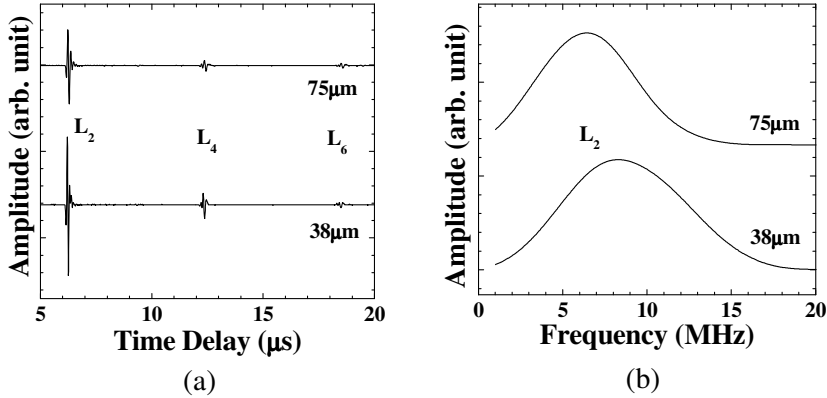 Amplitude (arb. unit)
75μm
L2
L4
L6
38μm
5 10 15 20
Time Delay (μs)
(a)
Amplitude (arb. unit)
75μm
L2
38μm
0 5 10 15 20
Frequency (MHz)
(b)